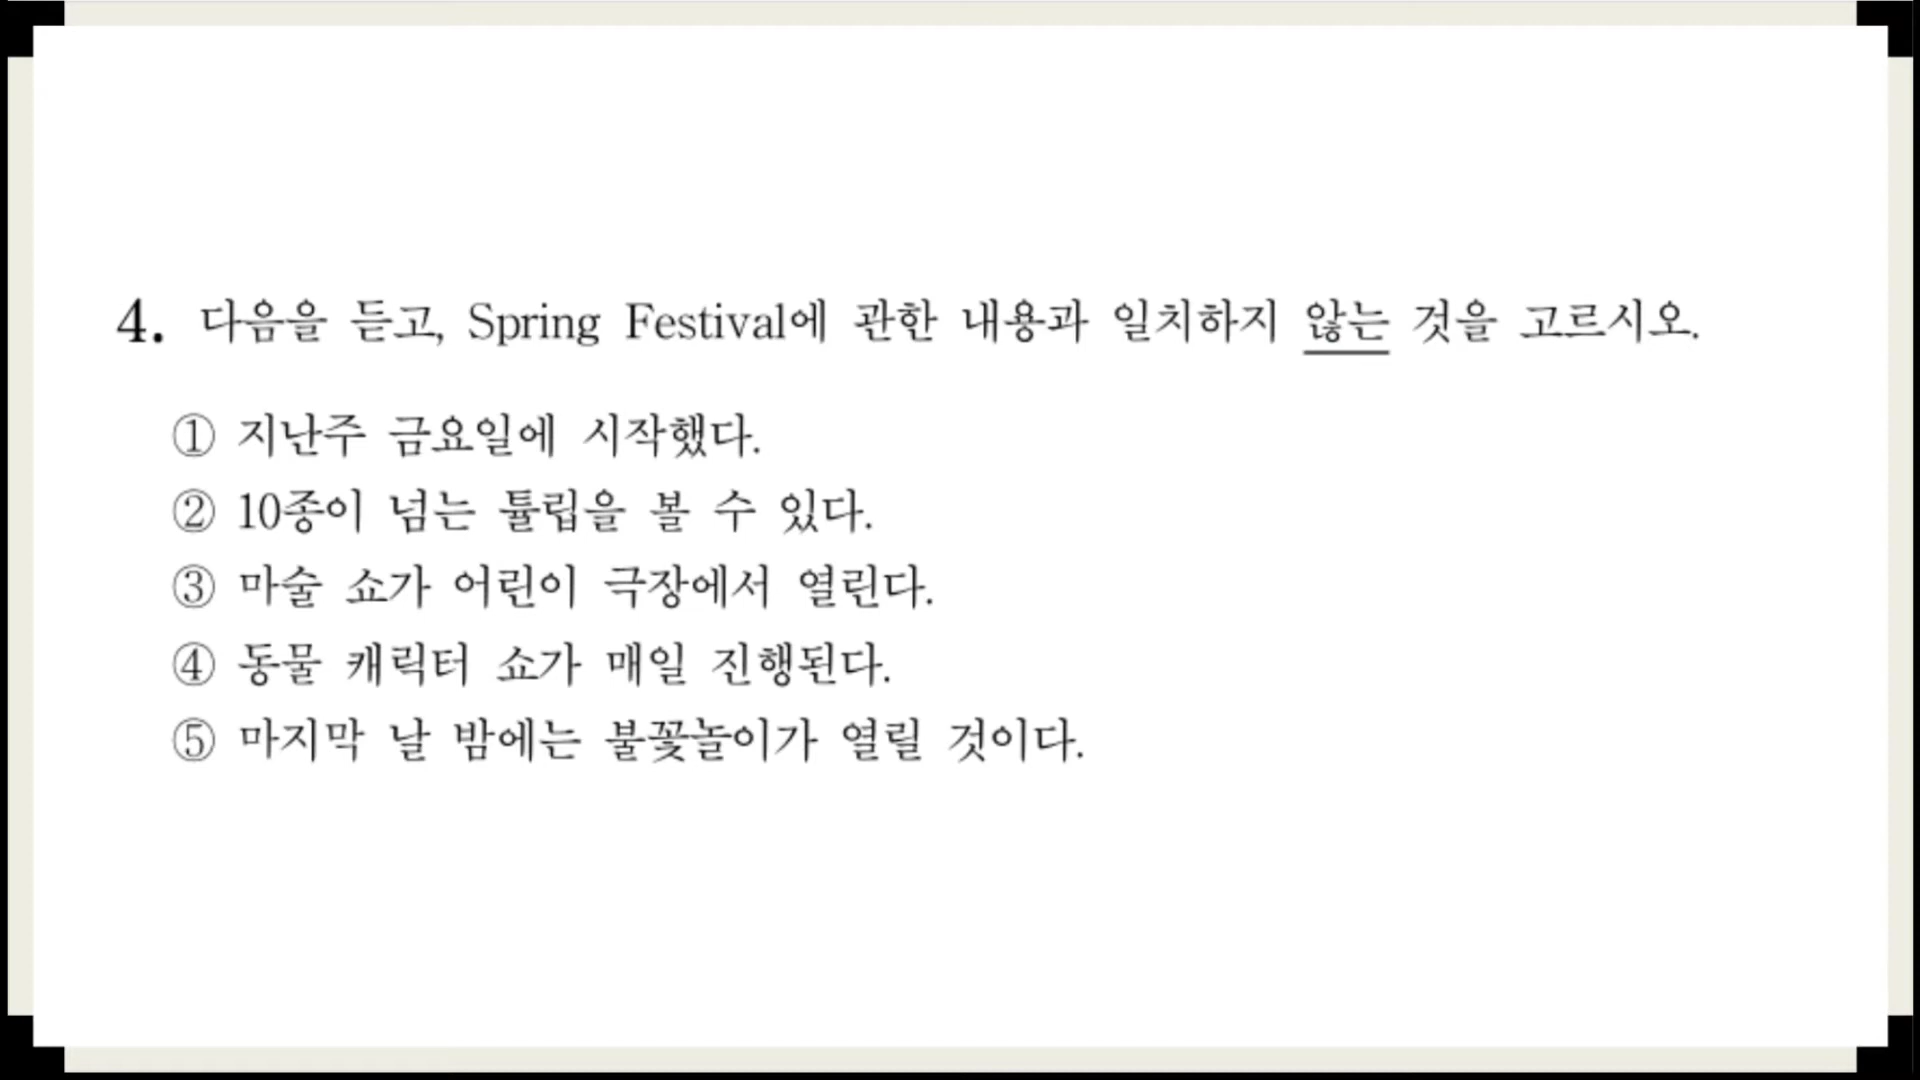 4. 다음을 듣고, Spring Festival에 관한 내용과 일치하지 않는 것을 고르시오.
① 지난주 금요일에 시작했다.
② 10종이 넘는 튤립을 볼 수 있다.
③ 마술 쇼가 어린이 극장에서 열린다.
④ 동물 캐릭터 쇼가 매일 진행된다.
⑤ 마지막 날 밤에는 불꽃놀이가 열릴 것이다.